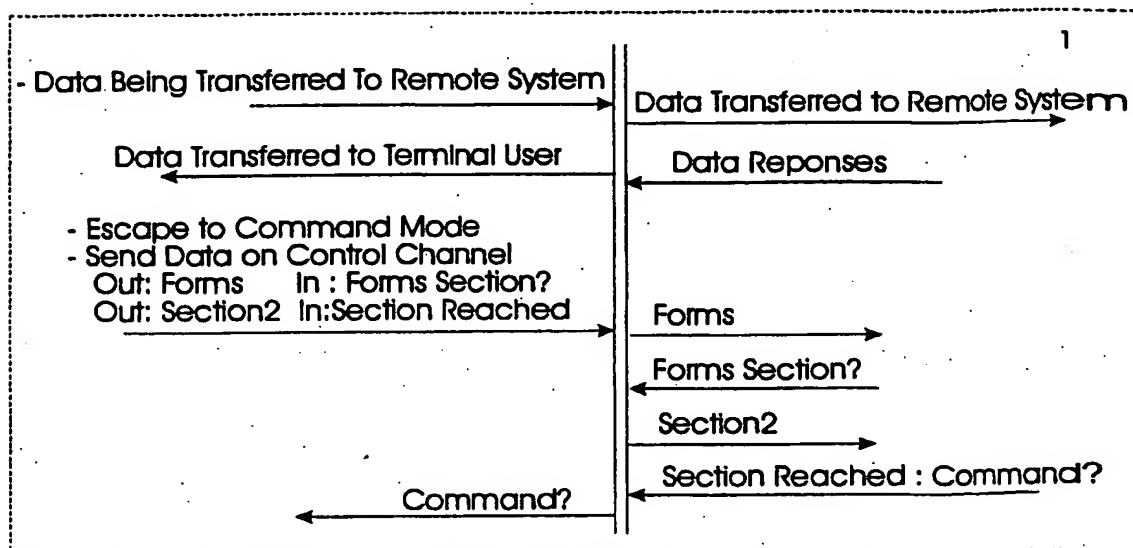 1
- Data Being Transferred To Remote System
Data Transferred to Remote System
Data Transferred to Terminal User
Data Reponses
- Escape to Command Mode
- Send Data on Control Channel
Out: Forms In : Forms Section?
Out: Section2 In:Section Reached
Forms
Forms Section?
Section2
Section Reached : Command?
Command?